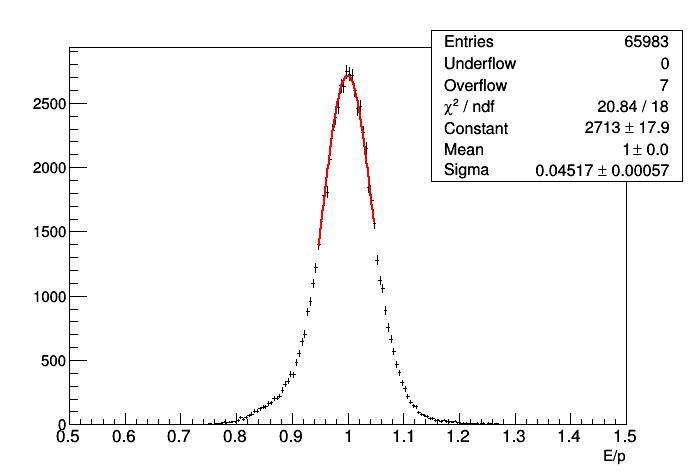 Entries 65983
Underflow 0
Overflow 7
χ² / ndf 20.84 / 18
Constant 2713 ± 17.9
Mean 1 ± 0.0
Sigma 0.04517 ± 0.00057
2500
2000
1500
1000
500
0
0.5 0.6 0.7 0.8 0.9 1 1.1 1.2 1.3 1.4 1.5
E/p